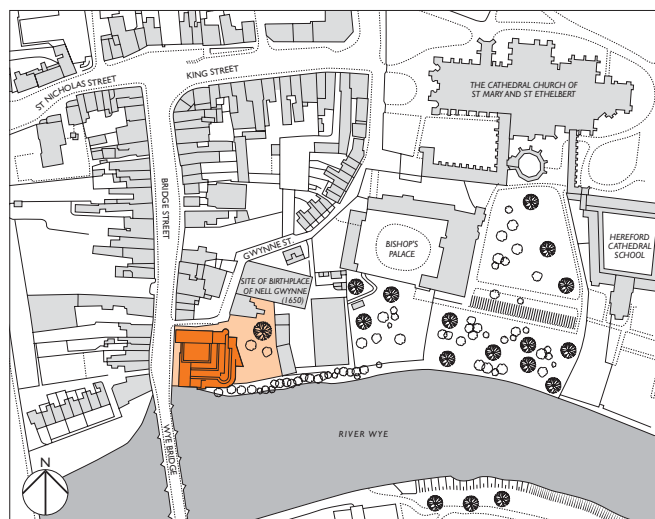 ST NICHOLAS STREET
KING STREET
THE CATHEDRAL CHURCH OF
ST MARY AND ST ETHELBERT
BRIDGE STREET
GWYNNE ST.
BISHOP'S
PALACE
HEREFORD
CATHEDRAL
SCHOOL
SITE OF BIRTHPLACE
OF NELL GWYNNE
(1650)
WYE BRIDGE
RIVER WYE
N